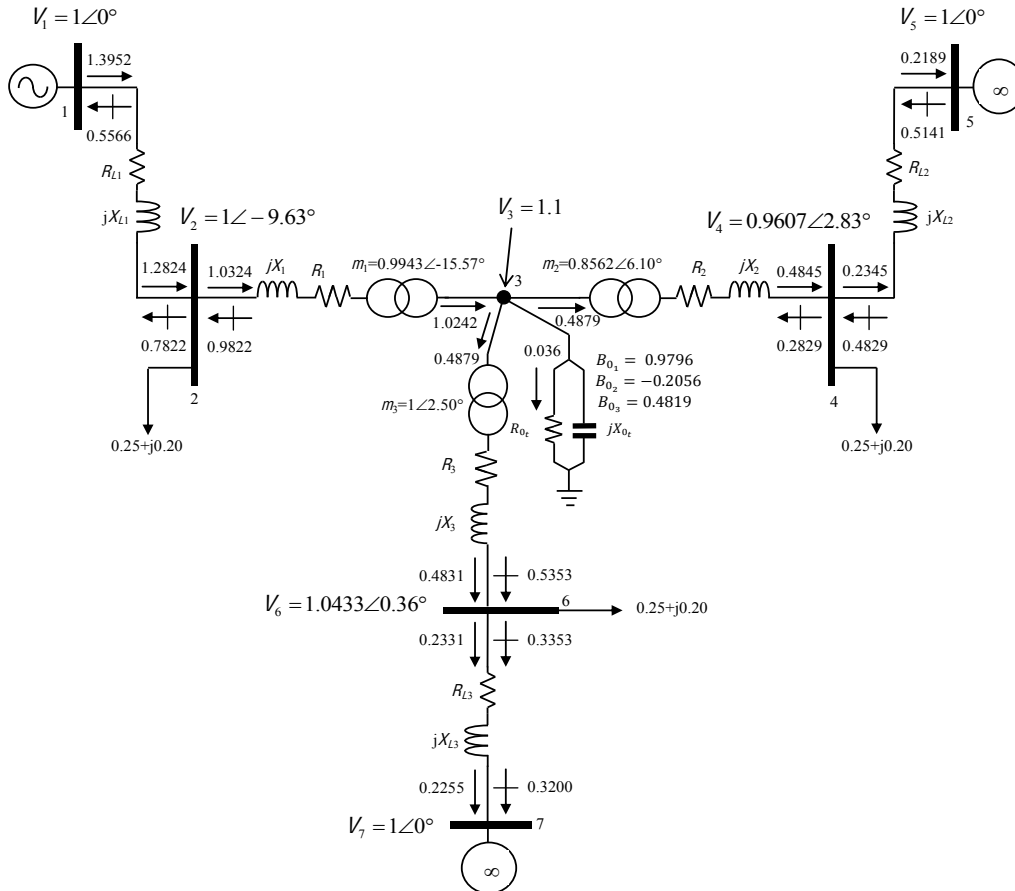 V₁ = 1∠0°
V₅ = 1∠0°
1.3952
0.2189
∞
1
5
0.5566
0.5141
R_L1
R_L2
jX_L1
V₂ = 1∠ − 9.63°
V₃ = 1.1
V₄ = 0.9607∠2.83°
jX_L2
1.2824
1.0324
jX₁
R₁
m₁=0.9943∠-15.57°
3
m₂=0.8562∠6.10°
R₂
jX₂
0.4845
0.2345
1.0242
0.4879
0.7822
0.9822
0.4879
0.036
B₀₁ = 0.9796
B₀₂ = −0.2056
B₀₃ = 0.4819
0.2829
0.4829
2
m₃=1∠2.50°
R₀ₜ
jX₀ₜ
4
0.25+j0.20
0.25+j0.20
R₃
jX₃
0.4831
0.5353
V₆ = 1.0433∠0.36°
6
0.25+j0.20
0.2331
0.3353
R_L3
jX_L3
0.2255
0.3200
V₇ = 1∠0°
7
∞